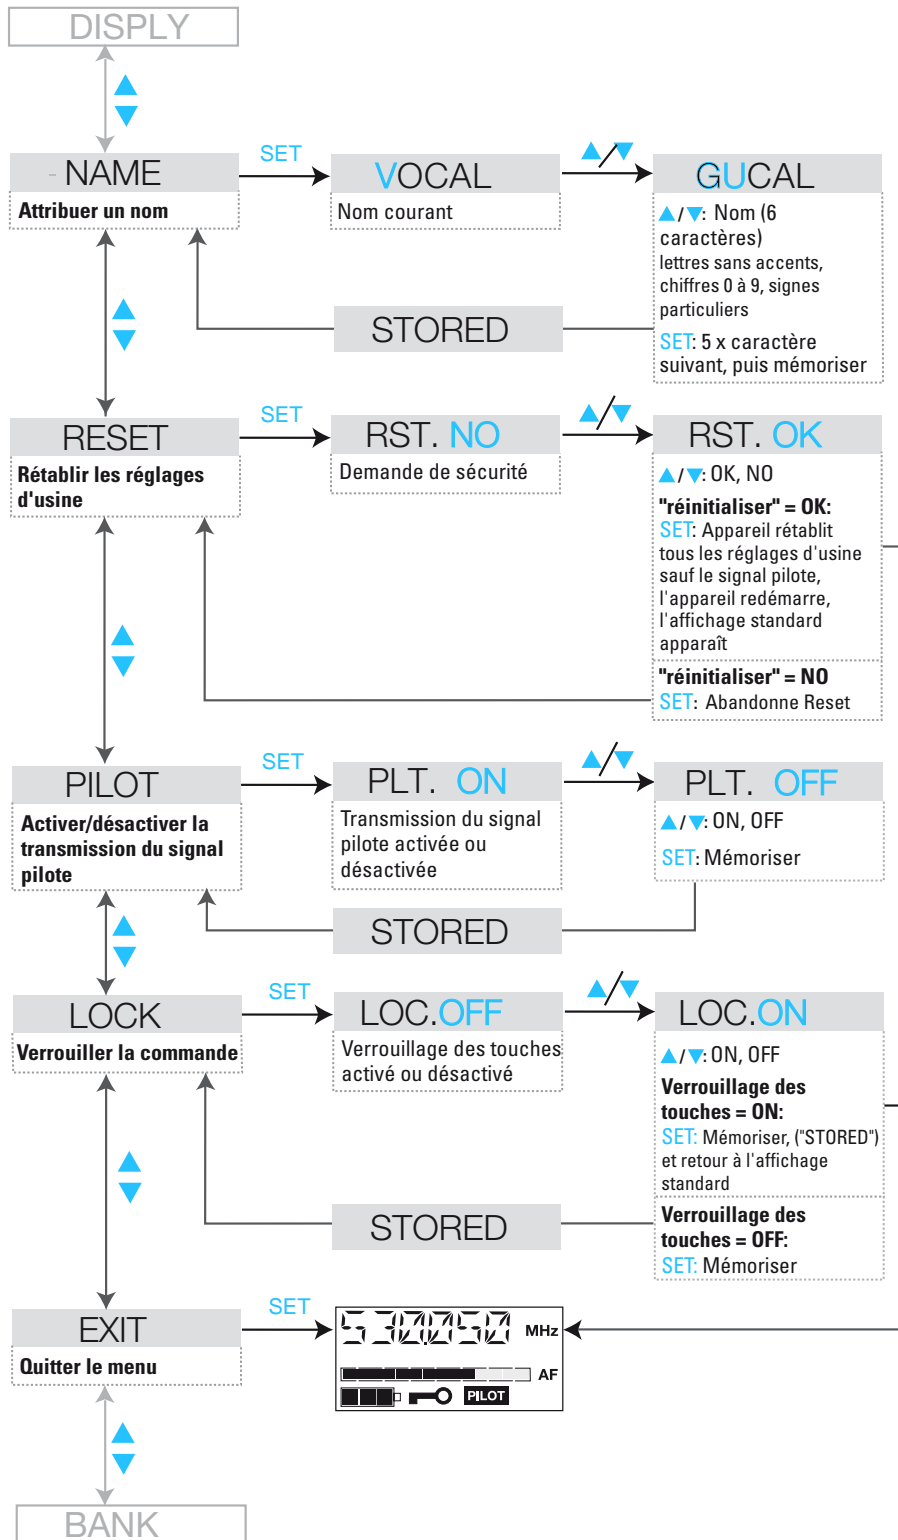 DISPLY
NAME
Attribuer un nom
SET
VOCAL
Nom courant
▲/▼
GUCAL
▲/▼: Nom (6
caractères)
lettres sans accents,
chiffres 0 à 9, signes
particuliers
SET: 5 x caractère
suivant, puis mémoriser
STORED
RESET
Rétablir les réglages
d'usine
SET
RST. NO
Demande de sécurité
▲/▼
RST. OK
▲/▼: OK, NO
"réinitialiser" = OK:
SET: Appareil rétablit
tous les réglages d'usine
sauf le signal pilote,
l'appareil redémarre,
l'affichage standard
apparaît
"réinitialiser" = NO
SET: Abandonne Reset
PILOT
Activer/désactiver la
transmission du signal
pilote
SET
PLT. ON
Transmission du signal
pilote activée ou
désactivée
▲/▼
PLT. OFF
▲/▼: ON, OFF
SET: Mémoriser
STORED
LOCK
Verrouiller la commande
SET
LOC.OFF
Verrouillage des touches
activé ou désactivé
▲/▼
LOC.ON
▲/▼: ON, OFF
Verrouillage des
touches = ON:
SET: Mémoriser, ("STORED")
et retour à l'affichage
standard
Verrouillage des
touches = OFF:
SET: Mémoriser
STORED
EXIT
Quitter le menu
SET
530.050 MHz
AF
PILOT
BANK